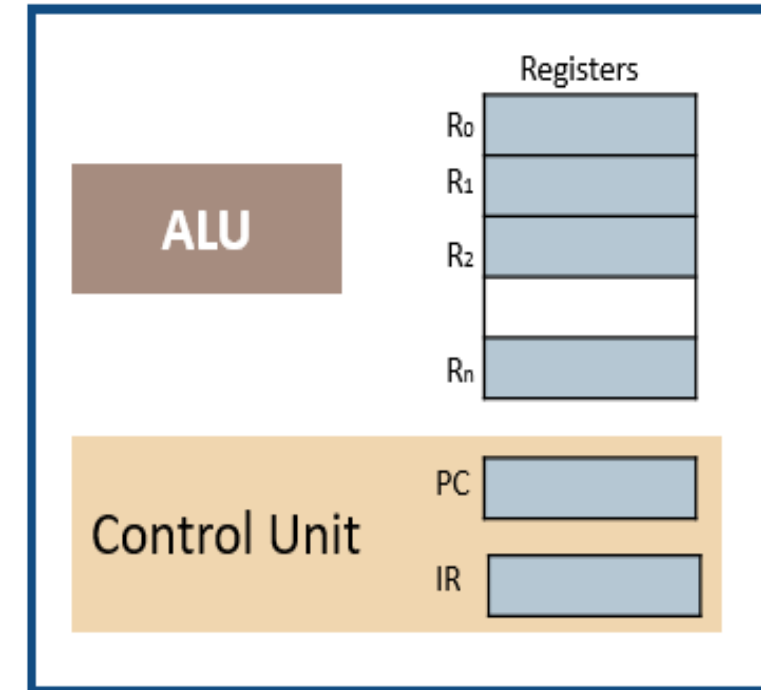 Registers
R₀
R₁
ALU
R₂
Rₙ
PC
Control Unit
IR